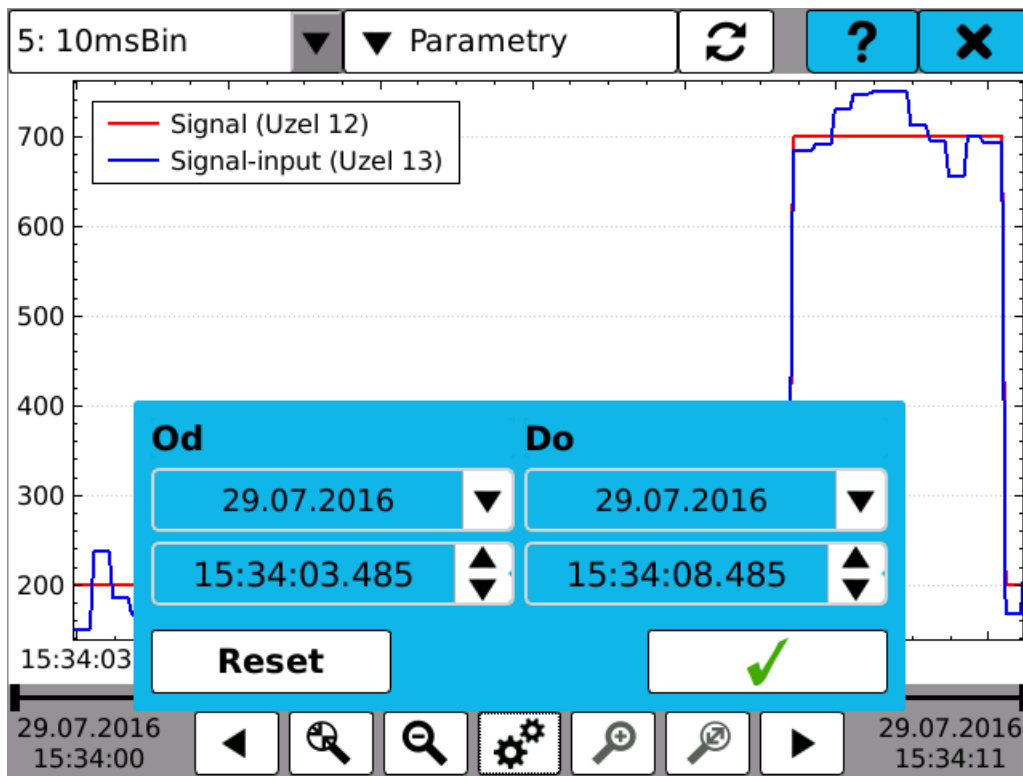 5: 10msBin
Parametry
?
Signal (Uzel 12)
Signal-input (Uzel 13)
700
600
500
400
300
200
15:34:03
Od
Do
29.07.2016
29.07.2016
15:34:03.485
15:34:08.485
Reset
29.07.2016
15:34:00
29.07.2016
15:34:11